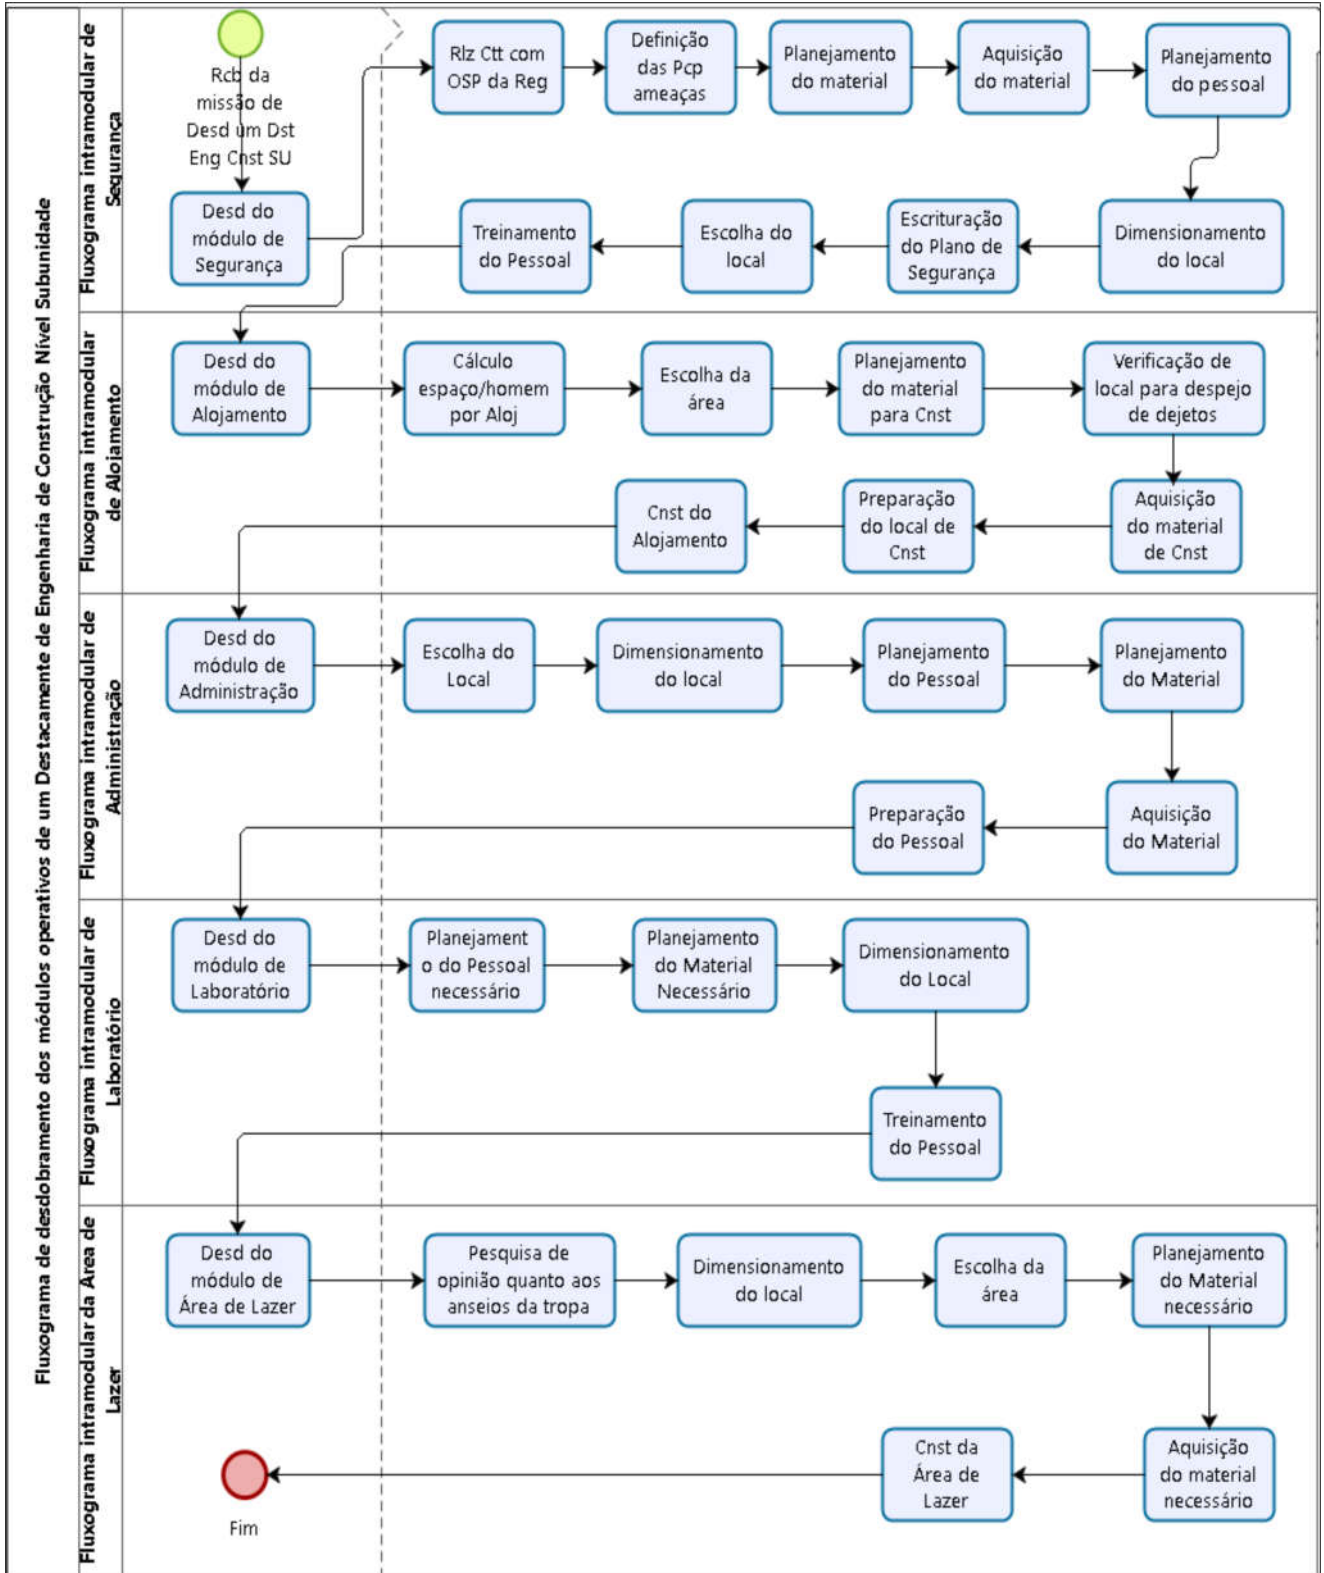 Fluxograma de desdobramento dos módulos operativos de um Destacamente de Engenharia de Construção Nível Subunidade
Fluxograma intramodular de
Segurança
Rcb da
missão de
Desd um Dst
Eng Cnst SU
Desd do
módulo de
Segurança
Rlz Ctt com
OSP da Reg
Definição
das Pcp
ameaças
Planejamento
do material
Aquisição
do material
Planejamento
do pessoal
Dimensionamento
do local
Escrituração
do Plano de
Segurança
Escolha do
local
Treinamento
do Pessoal
Fluxograma intramodular
de Alojamento
Desd do
módulo de
Alojamento
Cálculo
espaço/homem
por Aloj
Escolha da
área
Planejamento
do material
para Cnst
Verificação de
local para despejo
de dejetos
Aquisição
do material
de Cnst
Preparação
do local de
Cnst
Cnst do
Alojamento
Fluxograma intramodular de
Administração
Desd do
módulo de
Administração
Escolha do
Local
Dimensionamento
do local
Planejamento
do Pessoal
Planejamento
do Material
Aquisição
do Material
Preparação
do Pessoal
Fluxograma intramodular de
Laboratório
Desd do
módulo de
Laboratório
Planejament
o do Pessoal
necessário
Planejamento
do Material
Necessário
Dimensionamento
do Local
Treinamento
do Pessoal
Fluxograma intramodular da Área de
Lazer
Desd do
módulo de
Área de Lazer
Pesquisa de
opinião quanto aos
anseios da tropa
Dimensionamento
do local
Escolha da
área
Planejamento
do Material
necessário
Aquisição
do material
necessário
Cnst da
Área de
Lazer
Fim